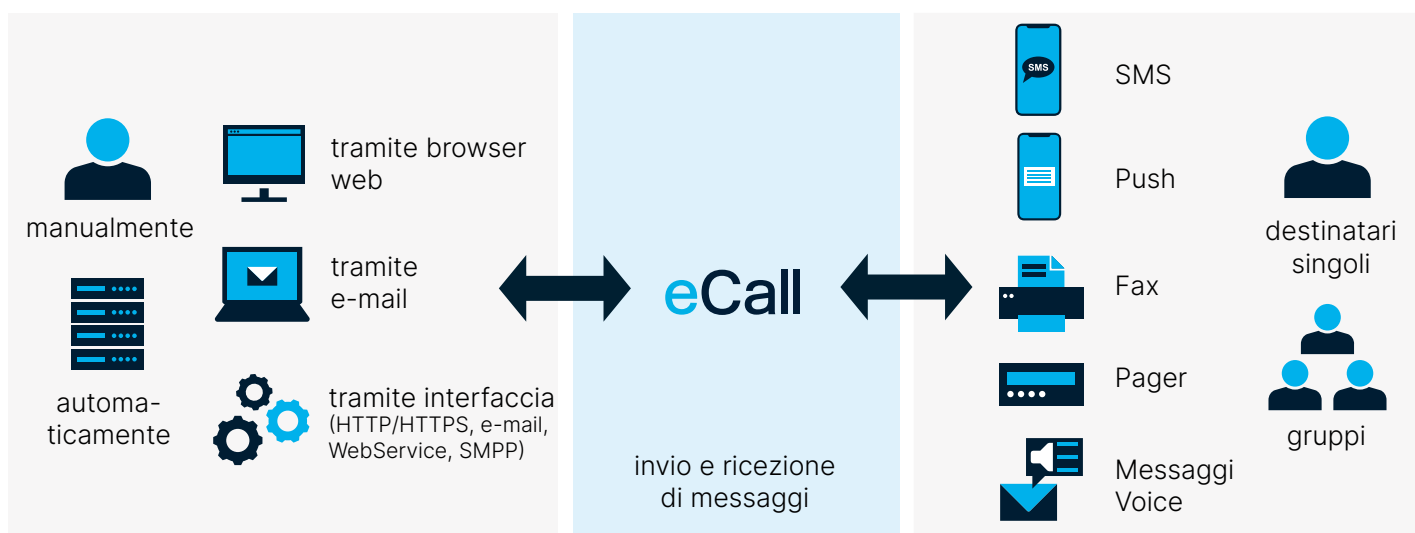 manualmente
automa-
ticamente
tramite browser
web
tramite
e-mail
tramite interfaccia
(HTTP/HTTPS, e-mail,
WebService, SMPP)
eCall
invio e ricezione
di messaggi
SMS
SMS
Push
Fax
Pager
Messaggi
Voice
destinatari
singoli
gruppi